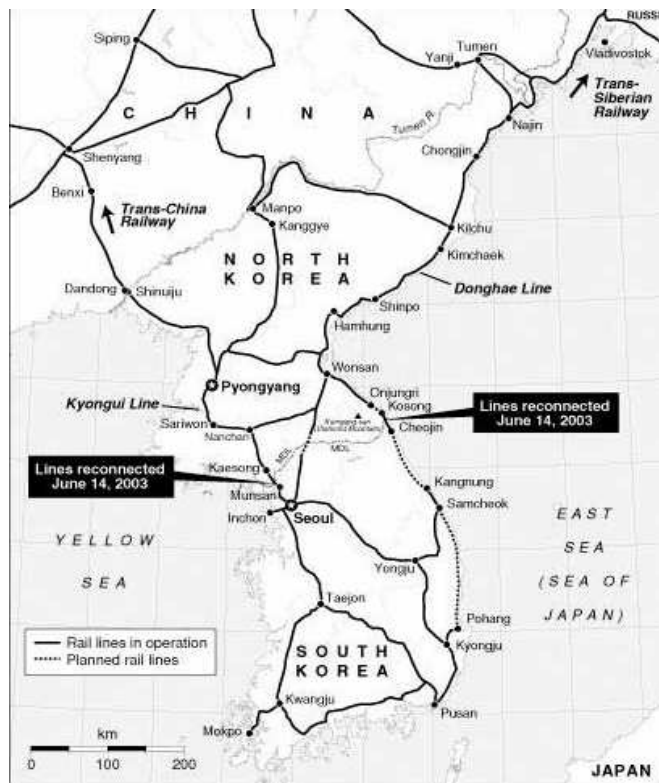 RUSSI
Siping
Tumen
Yanji
Vladivostok
Trans-
Siberian
Railway
C H I N A
Tumen R.
Najin
Shenyang
Chongjin
Benxi
Trans-China
Railway
Manpo
Kanggye
Kilchu
Kimchaek
N O R T H
K O R E A
Donghae Line
Dandong
Shinuiju
Shinpo
Hamhung
Wonsan
Pyongyang
Onjungri
Kosong
Lines reconnected
June 14, 2003
Kyongui Line
Sariwon
Nanchan
Cheojin
MDL
MDL
Kaesong
Lines reconnected
June 14, 2003
Munsan
Kangnung
Samcheok
Inchon
Seoul
EAST
SEA
(SEA OF
JAPAN)
YELLOW
SEA
Yongju
Taejon
Pohang
Kyongju
Rail lines in operation
Planned rail lines
S O U T H
K O R E A
Kwangju
Pusan
Mokpo
km
0 100 200
JAPAN